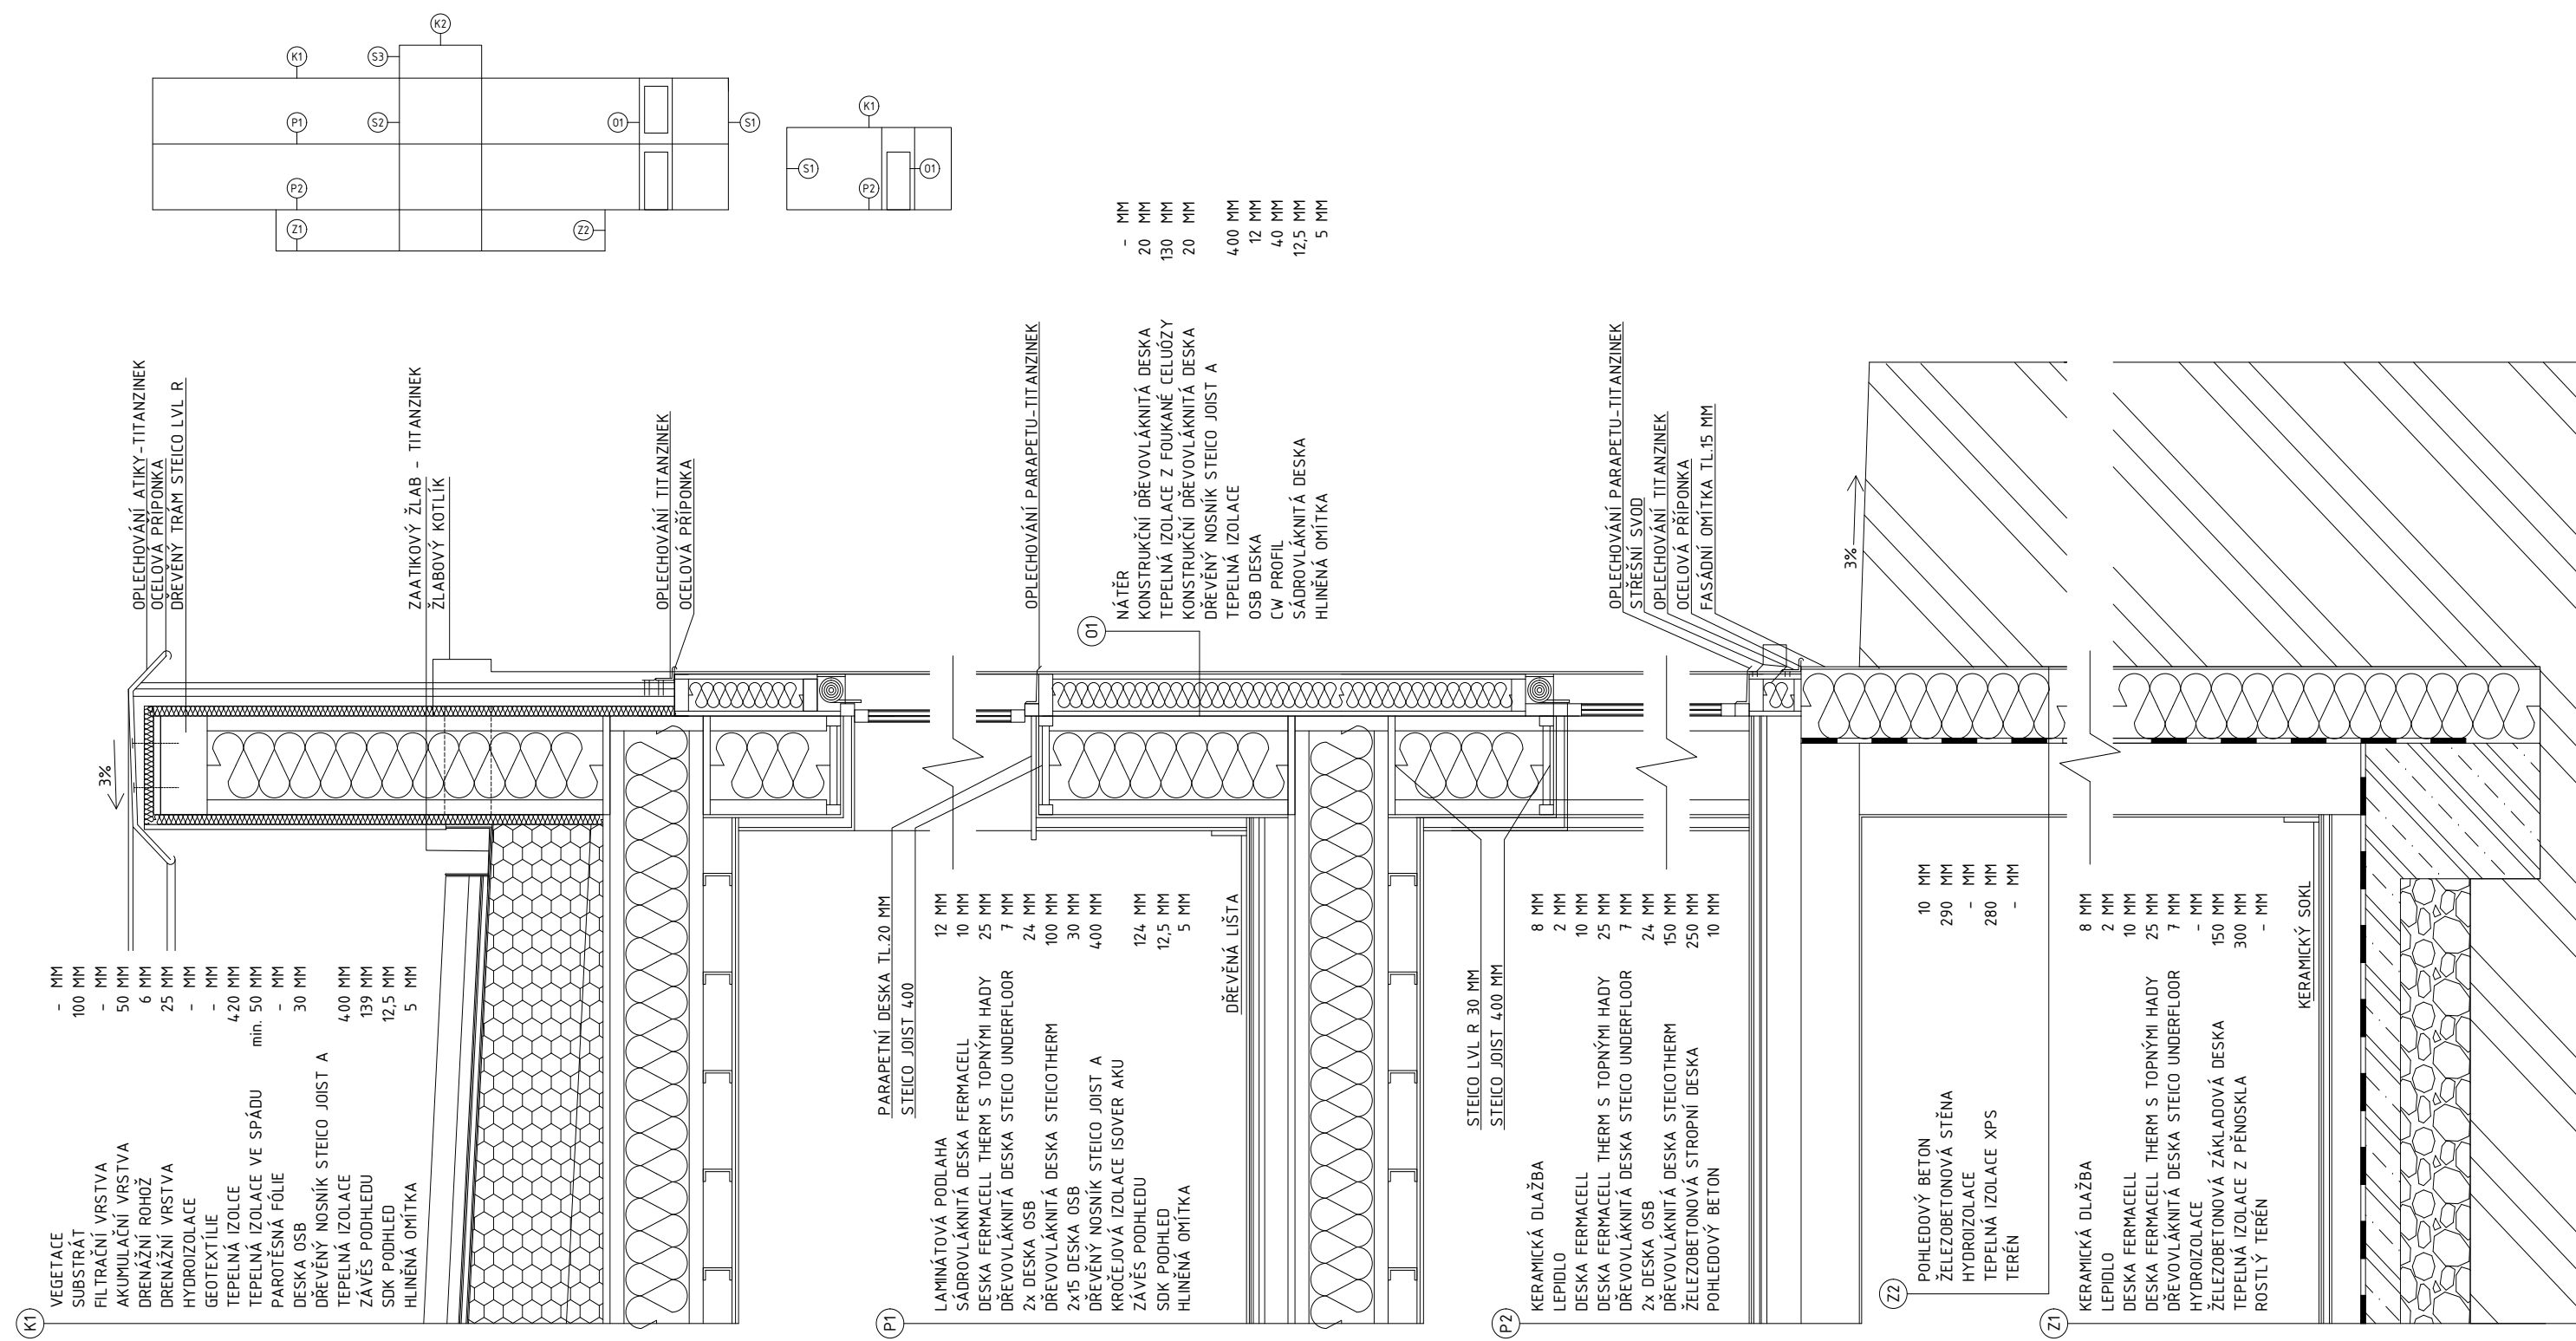 K2
K1
S3
P1
S2
O1
S1
P2
Z1
Z2
K1
S1
P2
O1
K1
VEGETACE - MM
SUBSTRÁT 100 MM
FILTRAČNÍ VRSTVA - MM
AKUMULAČNÍ VRSTVA 50 MM
DRENÁŽNÍ ROHOŽ 6 MM
DRENÁŽNÍ VRSTVA 25 MM
HYDROIZOLACE - MM
GEOTEXTÍLIE - MM
TEPELNÁ IZOLCE 420 MM
TEPELNÁ IZOLACE VE SPÁDU min. 50 MM
PAROTĚSNÁ FÓLIE - MM
DESKA OSB 30 MM
DŘEVĚNÝ NOSNÍK STEICO JOIST A
TEPELNÁ IZOLACE 400 MM
ZÁVĚS PODHLEDU 139 MM
SDK PODHLED 12,5 MM
HLINĚNÁ OMÍTKA 5 MM
3%
OPLECHOVÁNÍ ATIKY-TITANZINEK
OCELOVÁ PŘÍPONKA
DŘEVĚNÝ TRÁM STEICO LVL R
ZAATIKOVÝ ŽLAB - TITANZINEK
ŽLABOVÝ KOTLÍK
OPLECHOVÁNÍ TITANZINEK
OCELOVÁ PŘÍPONKA
PARAPETNÍ DESKA TL.20 MM
STEICO JOIST 400
P1
LAMINÁTOVÁ PODLAHA 12 MM
SÁDROVLÁKNITÁ DESKA FERMACELL 10 MM
DESKA FERMACELL THERM S TOPNÝMI HADY 25 MM
DŘEVOVLÁKNITÁ DESKA STEICO UNDERFLOOR 7 MM
2x DESKA OSB 24 MM
DŘEVOVLÁKNITÁ DESKA STEICOTHERM 100 MM
2x15 DESKA OSB 30 MM
DŘEVĚNÝ NOSNÍK STEICO JOIST A 400 MM
KROČEJOVÁ IZOLACE ISOVER AKU
ZÁVĚS PODHLEDU 124 MM
SDK PODHLED 12,5 MM
HLINĚNÁ OMÍTKA 5 MM
DŘEVĚNÁ LIŠTA
OPLECHOVÁNÍ PARAPETU-TITANZINEK
O1
NÁTĚR - MM
KONSTRUKČNÍ DŘEVOVLÁKNITÁ DESKA 20 MM
TEPELNÁ IZOLACE Z FOUKANÉ CELUÓZY 130 MM
KONSTRUKČNÍ DŘEVOVLÁKNITÁ DESKA 20 MM
DŘEVĚNÝ NOSNÍK STEICO JOIST A
TEPELNÁ IZOLACE 400 MM
OSB DESKA 12 MM
CW PROFIL 40 MM
SÁDROVLÁKNITÁ DESKA 12,5 MM
HLINĚNÁ OMÍTKA 5 MM
STEICO LVL R 30 MM
STEICO JOIST 400 MM
P2
KERAMICKÁ DLAŽBA 8 MM
LEPIDLO 2 MM
DESKA FERMACELL 10 MM
DESKA FERMACELL THERM S TOPNÝMI HADY 25 MM
DŘEVOVLÁKNITÁ DESKA STEICO UNDERFLOOR 7 MM
2x DESKA OSB 24 MM
DŘEVOVLÁKNITÁ DESKA STEICOTHERM 150 MM
ŽELEZOBETONOVÁ STROPNÍ DESKA 250 MM
POHLEDOVÝ BETON 10 MM
OPLECHOVÁNÍ PARAPETU-TITANZINEK
STŘEŠNÍ SVOD
OPLECHOVÁNÍ TITANZINEK
OCELOVÁ PŘÍPONKA
FASÁDNÍ OMÍTKA TL.15 MM
3%
Z2
POHLEDOVÝ BETON 10 MM
ŽELEZOBETONOVÁ STĚNA 290 MM
HYDROIZOLACE - MM
TEPELNÁ IZOLACE XPS 280 MM
TERÉN - MM
Z1
KERAMICKÁ DLAŽBA 8 MM
LEPIDLO 2 MM
DESKA FERMACELL 10 MM
DESKA FERMACELL THERM S TOPNÝMI HADY 25 MM
DŘEVOVLÁKNITÁ DESKA STEICO UNDERFLOOR 7 MM
HYDROIZOLACE - MM
ŽELEZOBETONOVÁ ZÁKLADOVÁ DESKA 150 MM
TEPELNÁ IZOLACE Z PĚNOSKLA 300 MM
ROSTLÝ TERÉN - MM
KERAMICKÝ SOKL